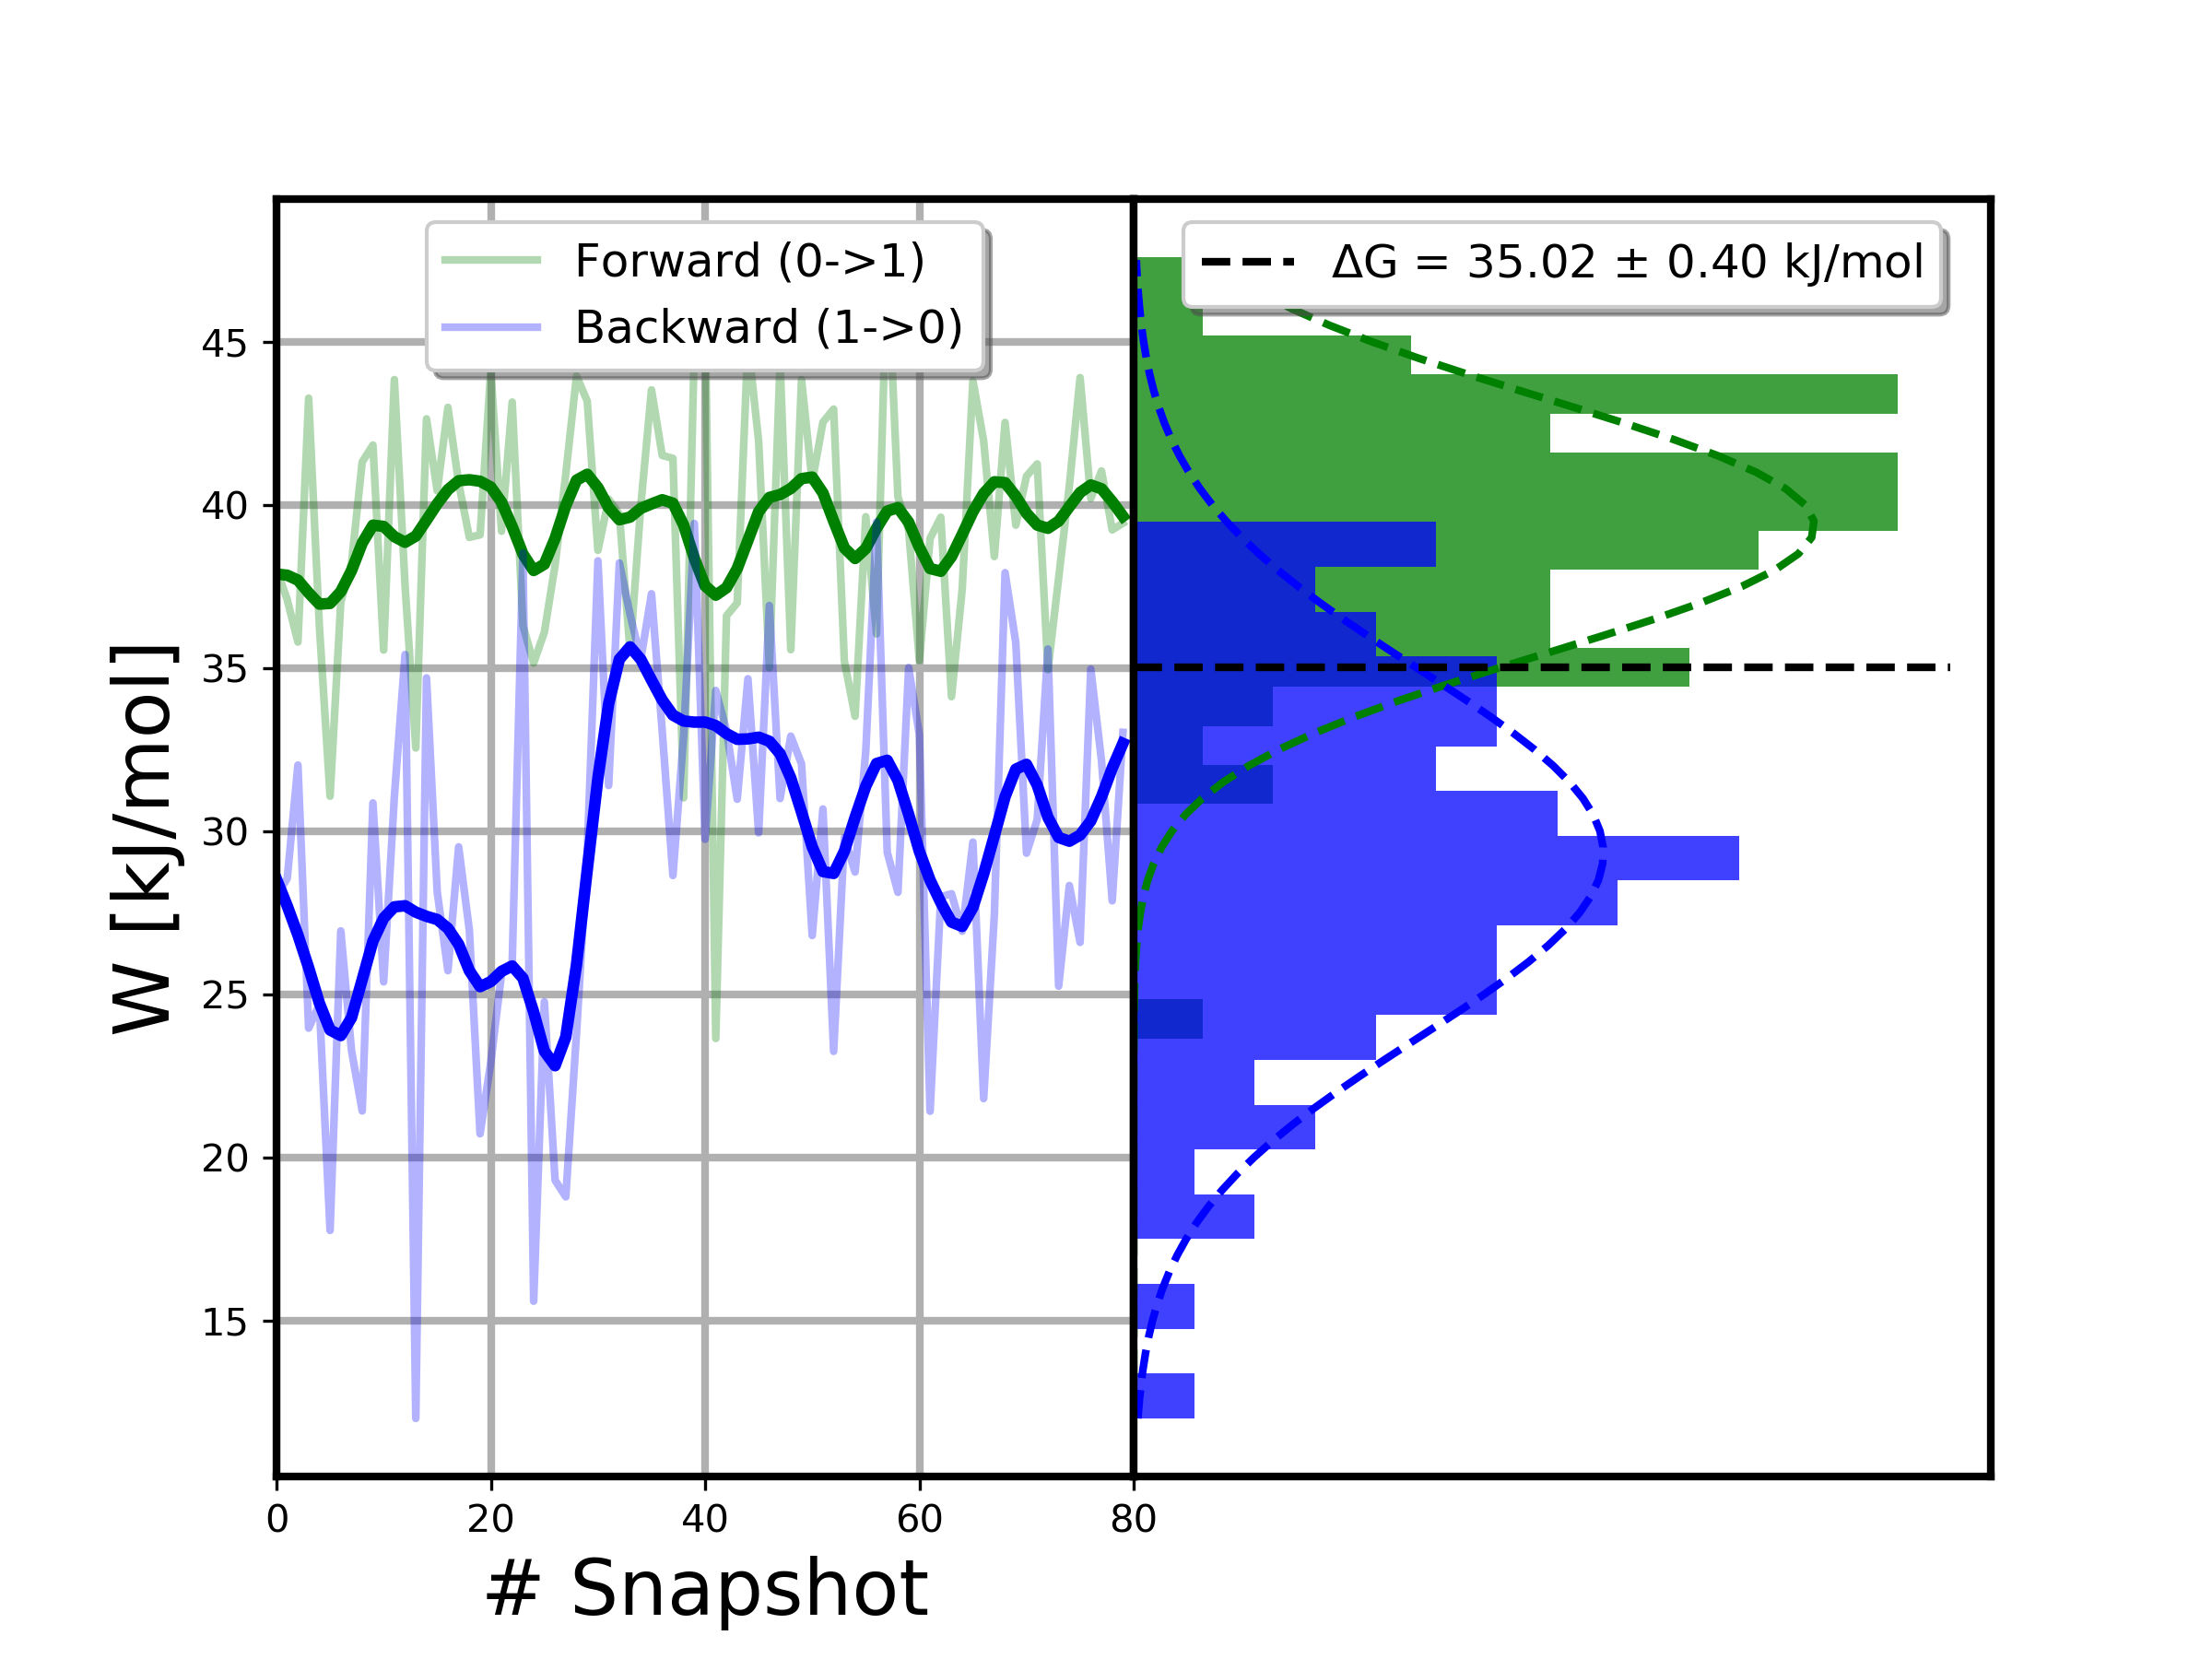 Forward (0->1)
Backward (1->0)
ΔG = 35.02 ± 0.40 kJ/mol
W [kJ/mol]
45
40
35
30
25
20
15
0
20
40
60
80
# Snapshot